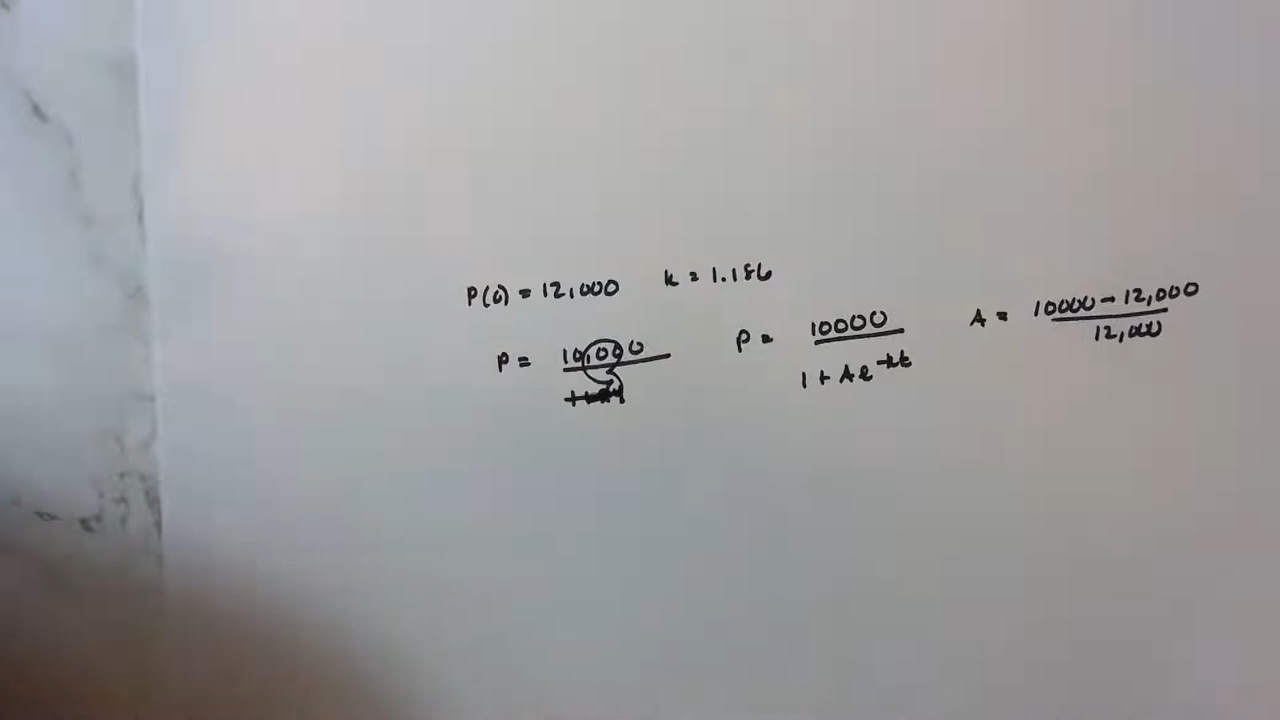 P(0) = 12,000 k = 1.186
P = 10,000 P = 10000 / 1 + Ae^-kt A = 10000 - 12,000 / 12,000